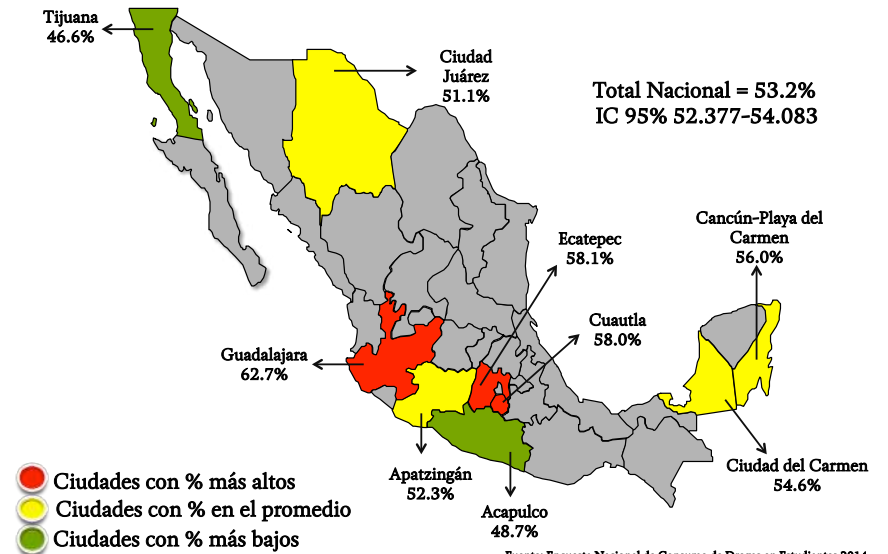 Tijuana
46.6%
Ciudad
Juárez
51.1%
Total Nacional = 53.2%
IC 95% 52.377-54.083
Cancún-Playa del
Carmen
56.0%
Ecatepec
58.1%
Cuautla
58.0%
Guadalajara
62.7%
Apatzingán
52.3%
Ciudad del Carmen
54.6%
Acapulco
48.7%
Ciudades con % más altos
Ciudades con % en el promedio
Ciudades con % más bajos